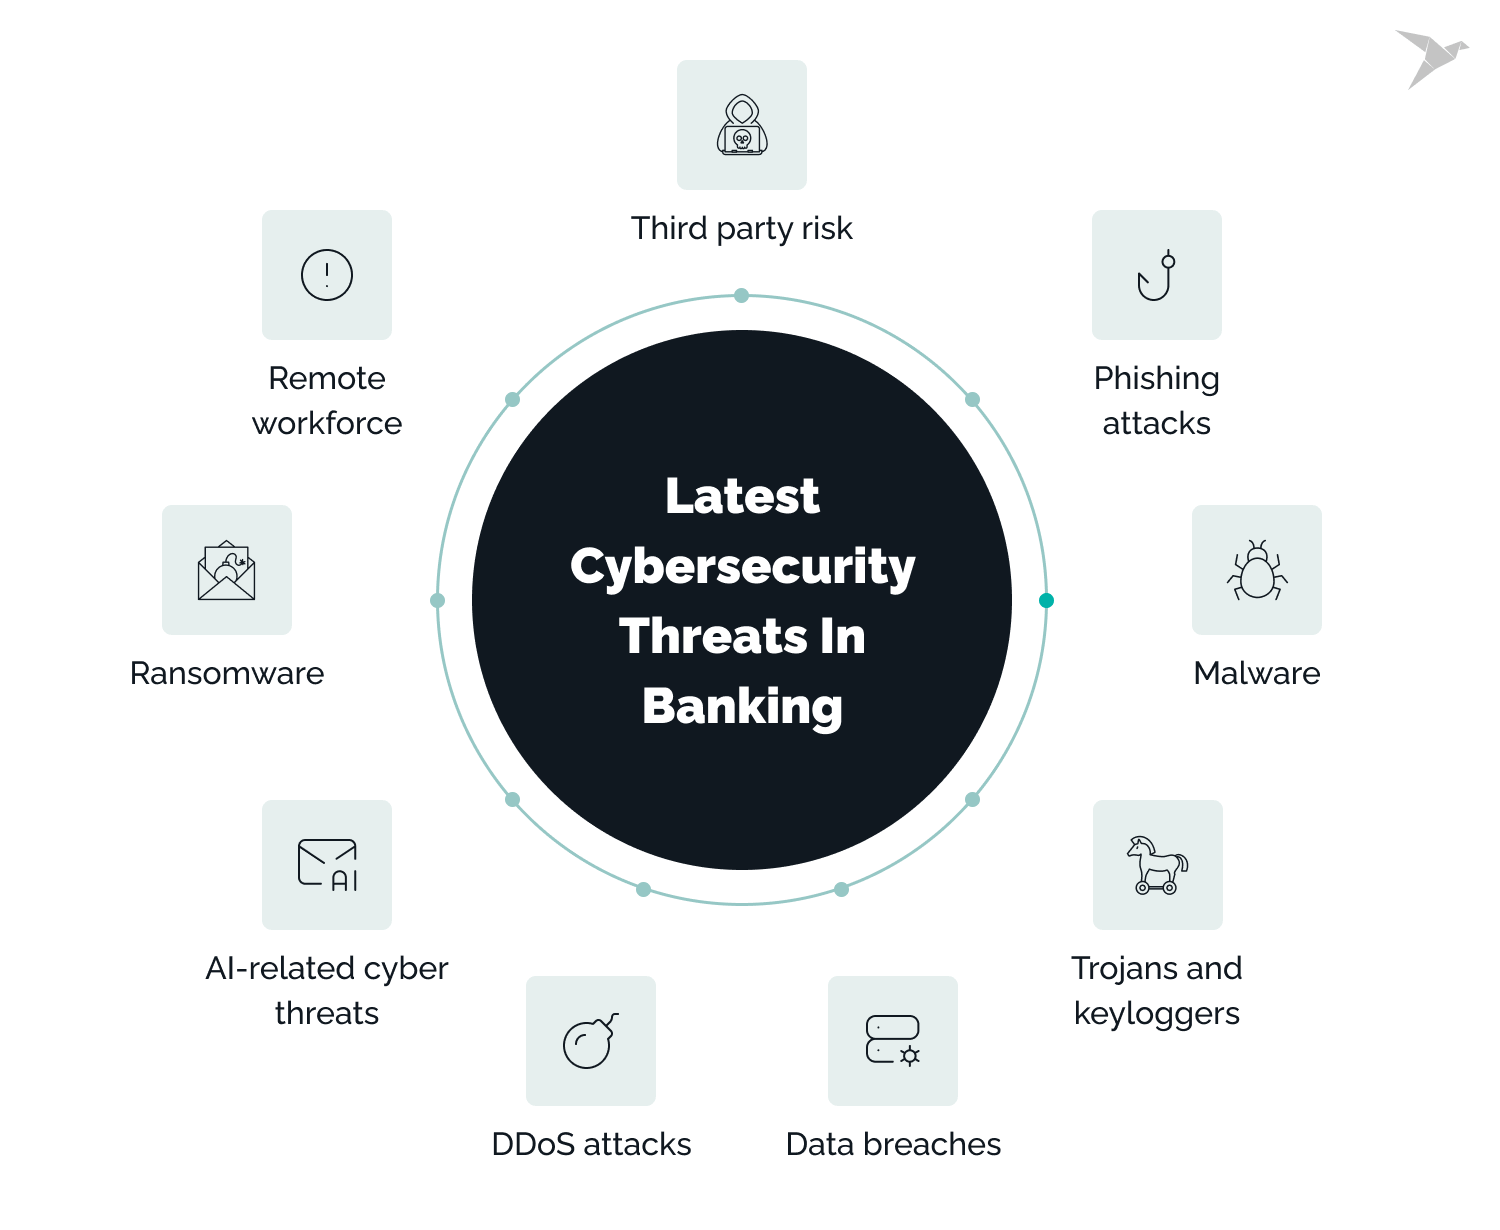 Third party risk
Remote
workforce
Phishing
attacks
Latest
Cybersecurity
Threats In
Banking
Ransomware
Malware
AI-related cyber
threats
Trojans and
keyloggers
DDoS attacks
Data breaches
AI